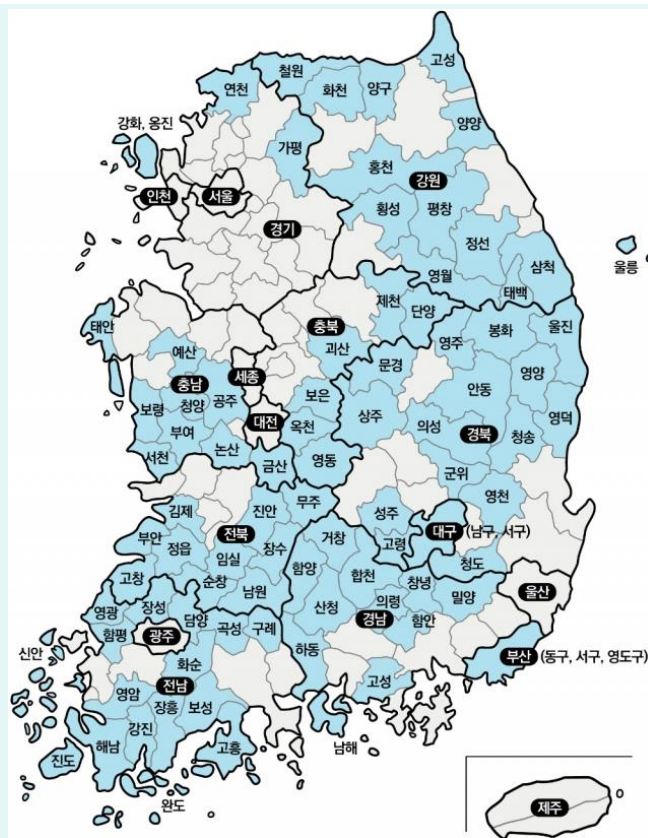 고성
철원
연천
화천
양구
강화, 옹진
양양
가평
홍천
강원
인천
서울
횡성
평창
경기
정선
울릉
삼척
영월
태백
제천
단양
태안
충북
봉화
울진
예산
괴산
영주
문경
세종
충남
안동
영양
보은
보령
청양
공주
상주
영덕
대전
옥천
의성
경북
청송
부여
논산
서천
금산
영동
군위
무주
영천
김제
진안
성주
거창
대구 (남구, 서구)
전북
부안
정읍
임실
장수
고령
청도
함양
합천
창녕
고창
순창
남원
밀양
울산
산청
의령
장성
영광
담양
경남
함안
곡성
구례
광주
함평
신안
하동
부산 (동구, 서구, 영도구)
화순
고성
전남
영암
장흥
보성
강진
해남
고흥
남해
진도
완도
제주